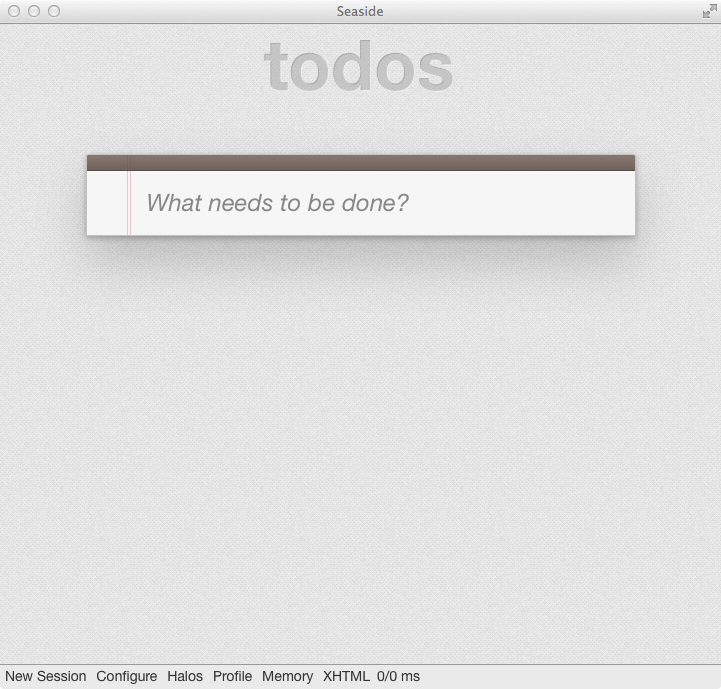 Seaside
todos
What needs to be done?
New Session Configure Halos Profile Memory XHTML 0/0 ms